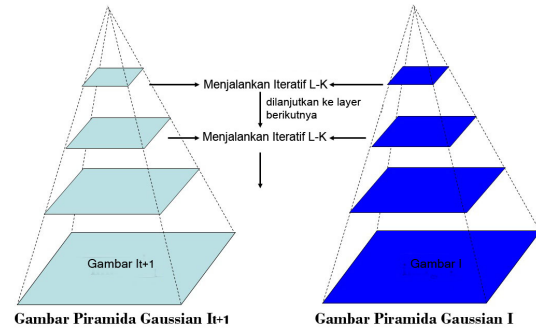 Menjalankan Iteratif L-K
dilanjutkan ke layer
berikutnya
Menjalankan Iteratif L-K
Gambar It+1
Gambar I
Gambar Piramida Gaussian It+1
Gambar Piramida Gaussian I